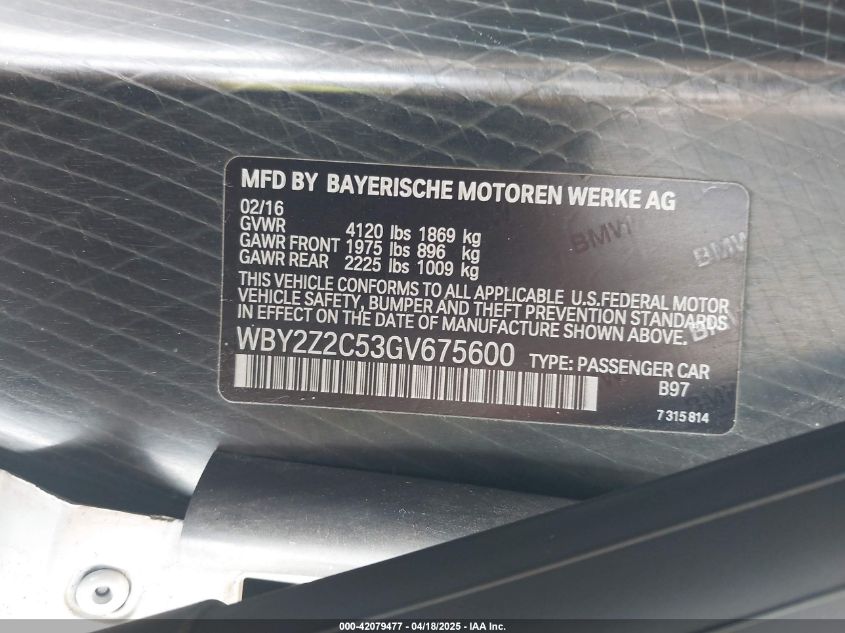 MFD BY BAYERISCHE MOTOREN WERKE AG
02/16
GVWR 4120 lbs 1869 kg
GAWR FRONT 1975 lbs 896 kg
GAWR REAR 2225 lbs 1009 kg
THIS VEHICLE CONFORMS TO ALL APPLICABLE U.S.FEDERAL MOTOR
VEHICLE SAFETY, BUMPER AND THEFT PREVENTION STANDARDS
IN EFFECT ON THE DATE OF MANUFACTURE SHOWN ABOVE.
WBY2Z2C53GV675600 TYPE: PASSENGER CAR
B97
7 315 814
BMW
BMW
BMW
000-42079477 - 04/18/2025 - IAA Inc.